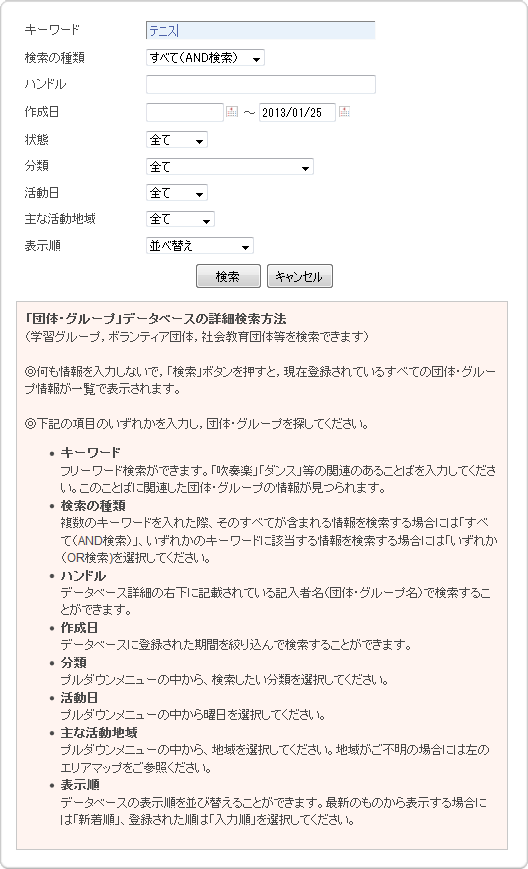 キーワード テニス
検索の種類 すべて(AND検索)
ハンドル
作成日 ～ 2013/01/25
状態 全て
分類 全て
活動日 全て
主な活動地域 全て
表示順 並べ替え
検索 キャンセル
「団体・グループ」データベースの詳細検索方法
(学習グループ，ボランティア団体，社会教育団体等を検索できます)
◎何も情報を入力しないで，「検索」ボタンを押すと，現在登録されているすべての団体・グルー
プ情報が一覧で表示されます。
◎下記の項目のいずれかを入力し，団体・グループを探してください。
• キーワード
フリーワード検索ができます。「吹奏楽」「ダンス」等の関連のあることばを入力してくださ
い。このことばに関連した団体・グループの情報が見つられます。
• 検索の種類
複数のキーワードを入れた際、そのすべてが含まれる情報を検索する場合には「すべ
て(AND検索)」、いずれかのキーワードに該当する情報を検索する場合には「いずれか
(OR検索)を選択してください。
• ハンドル
データベース詳細の右下に記載されている記入者名(団体・グループ名)で検索するこ
とができます。
• 作成日
データベースに登録された期間を絞り込んで検索することができます。
• 分類
プルダウンメニューの中から、検索したい分類を選択してください。
• 活動日
プルダウンメニューの中から曜日を選択してください。
• 主な活動地域
プルダウンメニューの中から、地域を選択してください。地域がご不明の場合には左の
エリアマップをご参照ください。
• 表示順
データベースの表示順を並び替えることができます。最新のものから表示する場合に
は「新着順」、登録された順は「入力順」を選択してください。